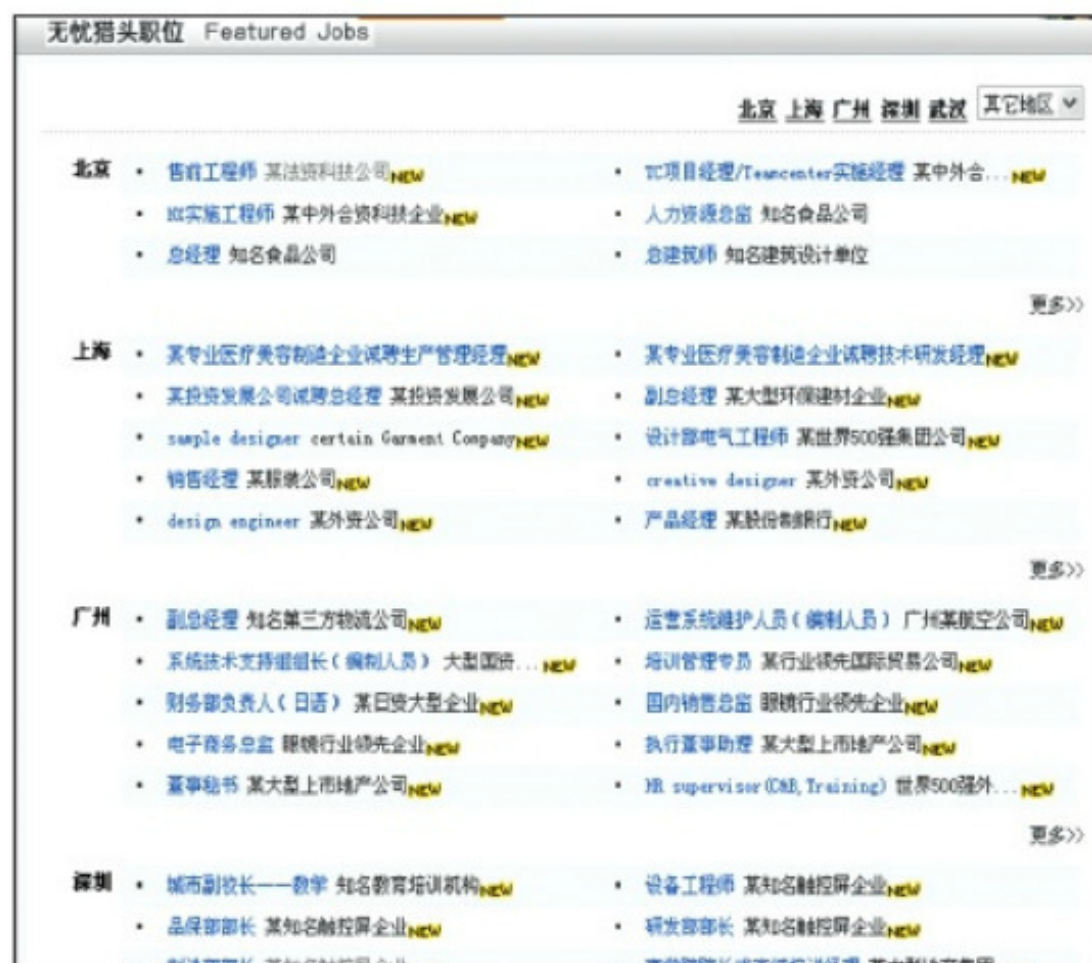 无忧猎头职位 Featured Jobs
北京 上海 广州 深圳 武汉 其它地区
北京 · 售前工程师 某法资科技公司NEW · TC项目经理/Teamcenter实施经理 某中外合...NEW
· NX实施工程师 某中外合资科技企业NEW · 人力资源总监 知名食品公司
· 总经理 知名食品公司 · 总建筑师 知名建筑设计单位
更多>>
上海 · 某专业医疗美容制造企业诚聘生产管理经理NEW · 某专业医疗美容制造企业诚聘技术研发经理NEW
· 某投资发展公司诚聘总经理 某投资发展公司NEW · 副总经理 某大型环保建材企业NEW
· sample designer certain Garment CompanyNEW · 设计部电气工程师 某世界500强集团公司NEW
· 销售经理 某服装公司NEW · creative designer 某外资公司NEW
· design engineer 某外资公司NEW · 产品经理 某股份制银行NEW
更多>>
广州 · 副总经理 知名第三方物流公司NEW · 运营系统维护人员(编制人员) 广州某航空公司NEW
· 系统技术支持组组长(编制人员) 大型国资...NEW · 培训管理专员 某行业领先国际贸易公司NEW
· 财务部负责人(日语) 某日资大型企业NEW · 国内销售总监 眼镜行业领先企业NEW
· 电子商务总监 眼镜行业领先企业NEW · 执行董事助理 某大型上市地产公司NEW
· 董事秘书 某大型上市地产公司NEW · HR supervisor(C&B,Training) 世界500强外...NEW
更多>>
深圳 · 城市副校长——教学 知名教育培训机构NEW · 设备工程师 某知名触控屏企业NEW
· 品保部部长 某知名触控屏企业NEW · 研发部部长 某知名触控屏企业NEW